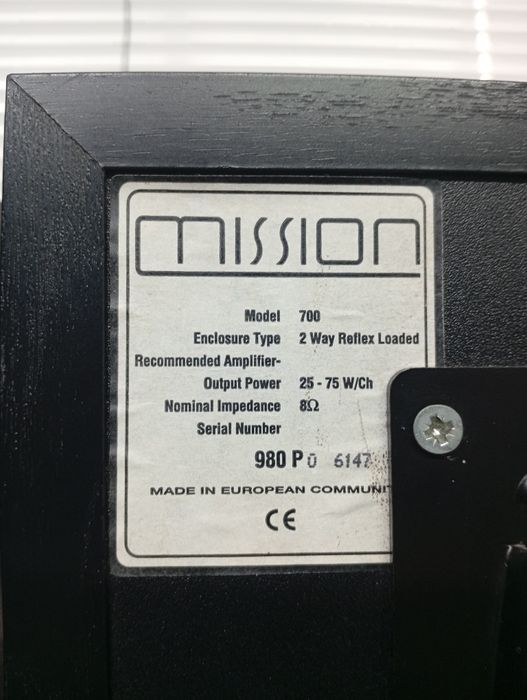 mission
Model 700
Enclosure Type 2 Way Reflex Loaded
Recommended Amplifier-
Output Power 25 - 75 W/Ch
Nominal Impedance 8Ω
Serial Number
980 P 0 6147
MADE IN EUROPEAN
CE